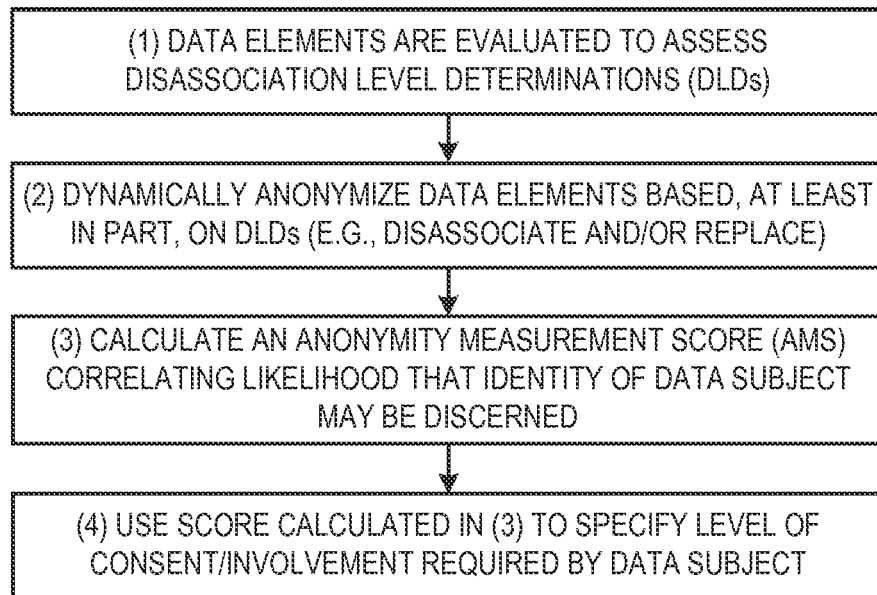 (1) DATA ELEMENTS ARE EVALUATED TO ASSESS
DISASSOCIATION LEVEL DETERMINATIONS (DLDs)
(2) DYNAMICALLY ANONYMIZE DATA ELEMENTS BASED, AT LEAST
IN PART, ON DLDs (E.G., DISASSOCIATE AND/OR REPLACE)
(3) CALCULATE AN ANONYMITY MEASUREMENT SCORE (AMS)
CORRELATING LIKELIHOOD THAT IDENTITY OF DATA SUBJECT
MAY BE DISCERNED
(4) USE SCORE CALCULATED IN (3) TO SPECIFY LEVEL OF
CONSENT/INVOLVEMENT REQUIRED BY DATA SUBJECT